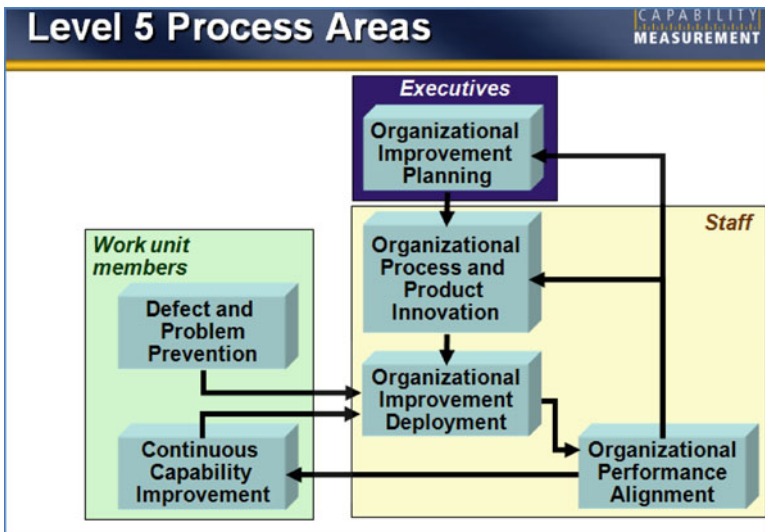 Level 5 Process Areas
CAPABILITY
MEASUREMENT
Executives
Organizational
Improvement
Planning
Staff
Organizational
Process and
Product
Innovation
Work unit
members
Defect and
Problem
Prevention
Organizational
Improvement
Deployment
Continuous
Capability
Improvement
Organizational
Performance
Alignment